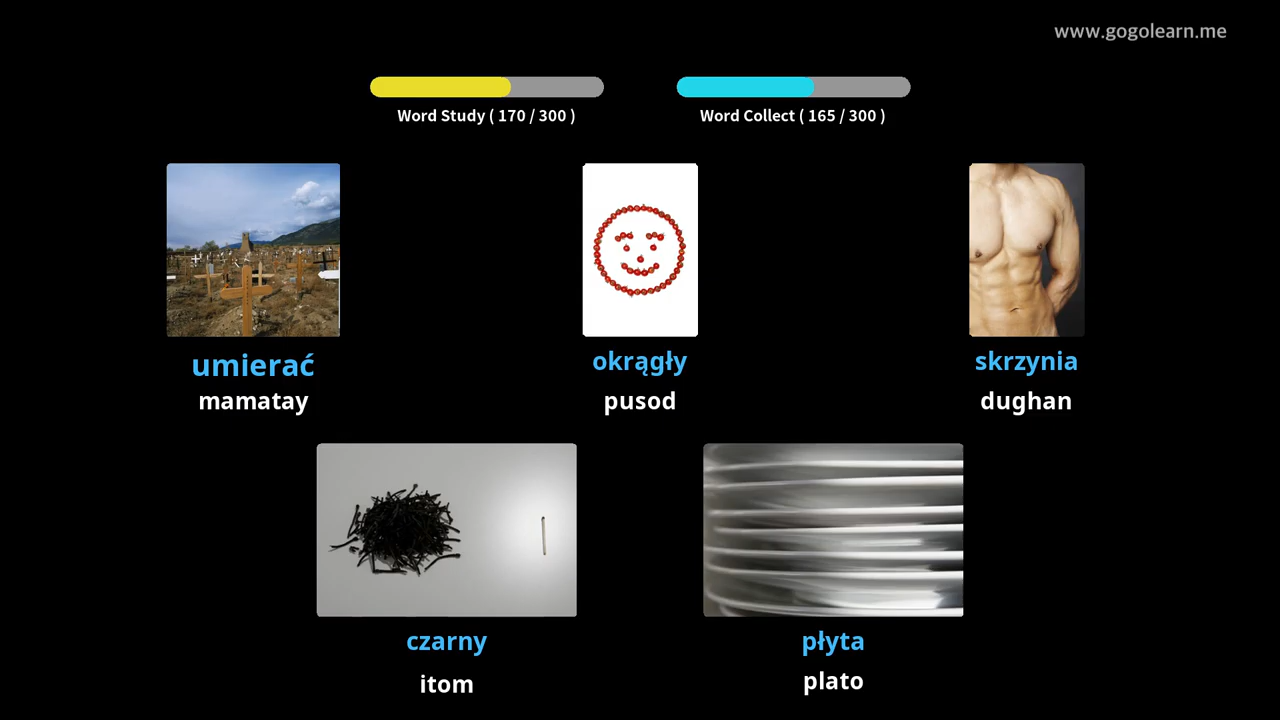 www.gogolearn.me
Word Study ( 170 / 300 )
Word Collect ( 165 / 300 )
umierać
mamatay
okrągły
pusod
skrzynia
dughan
czarny
itom
płyta
plato